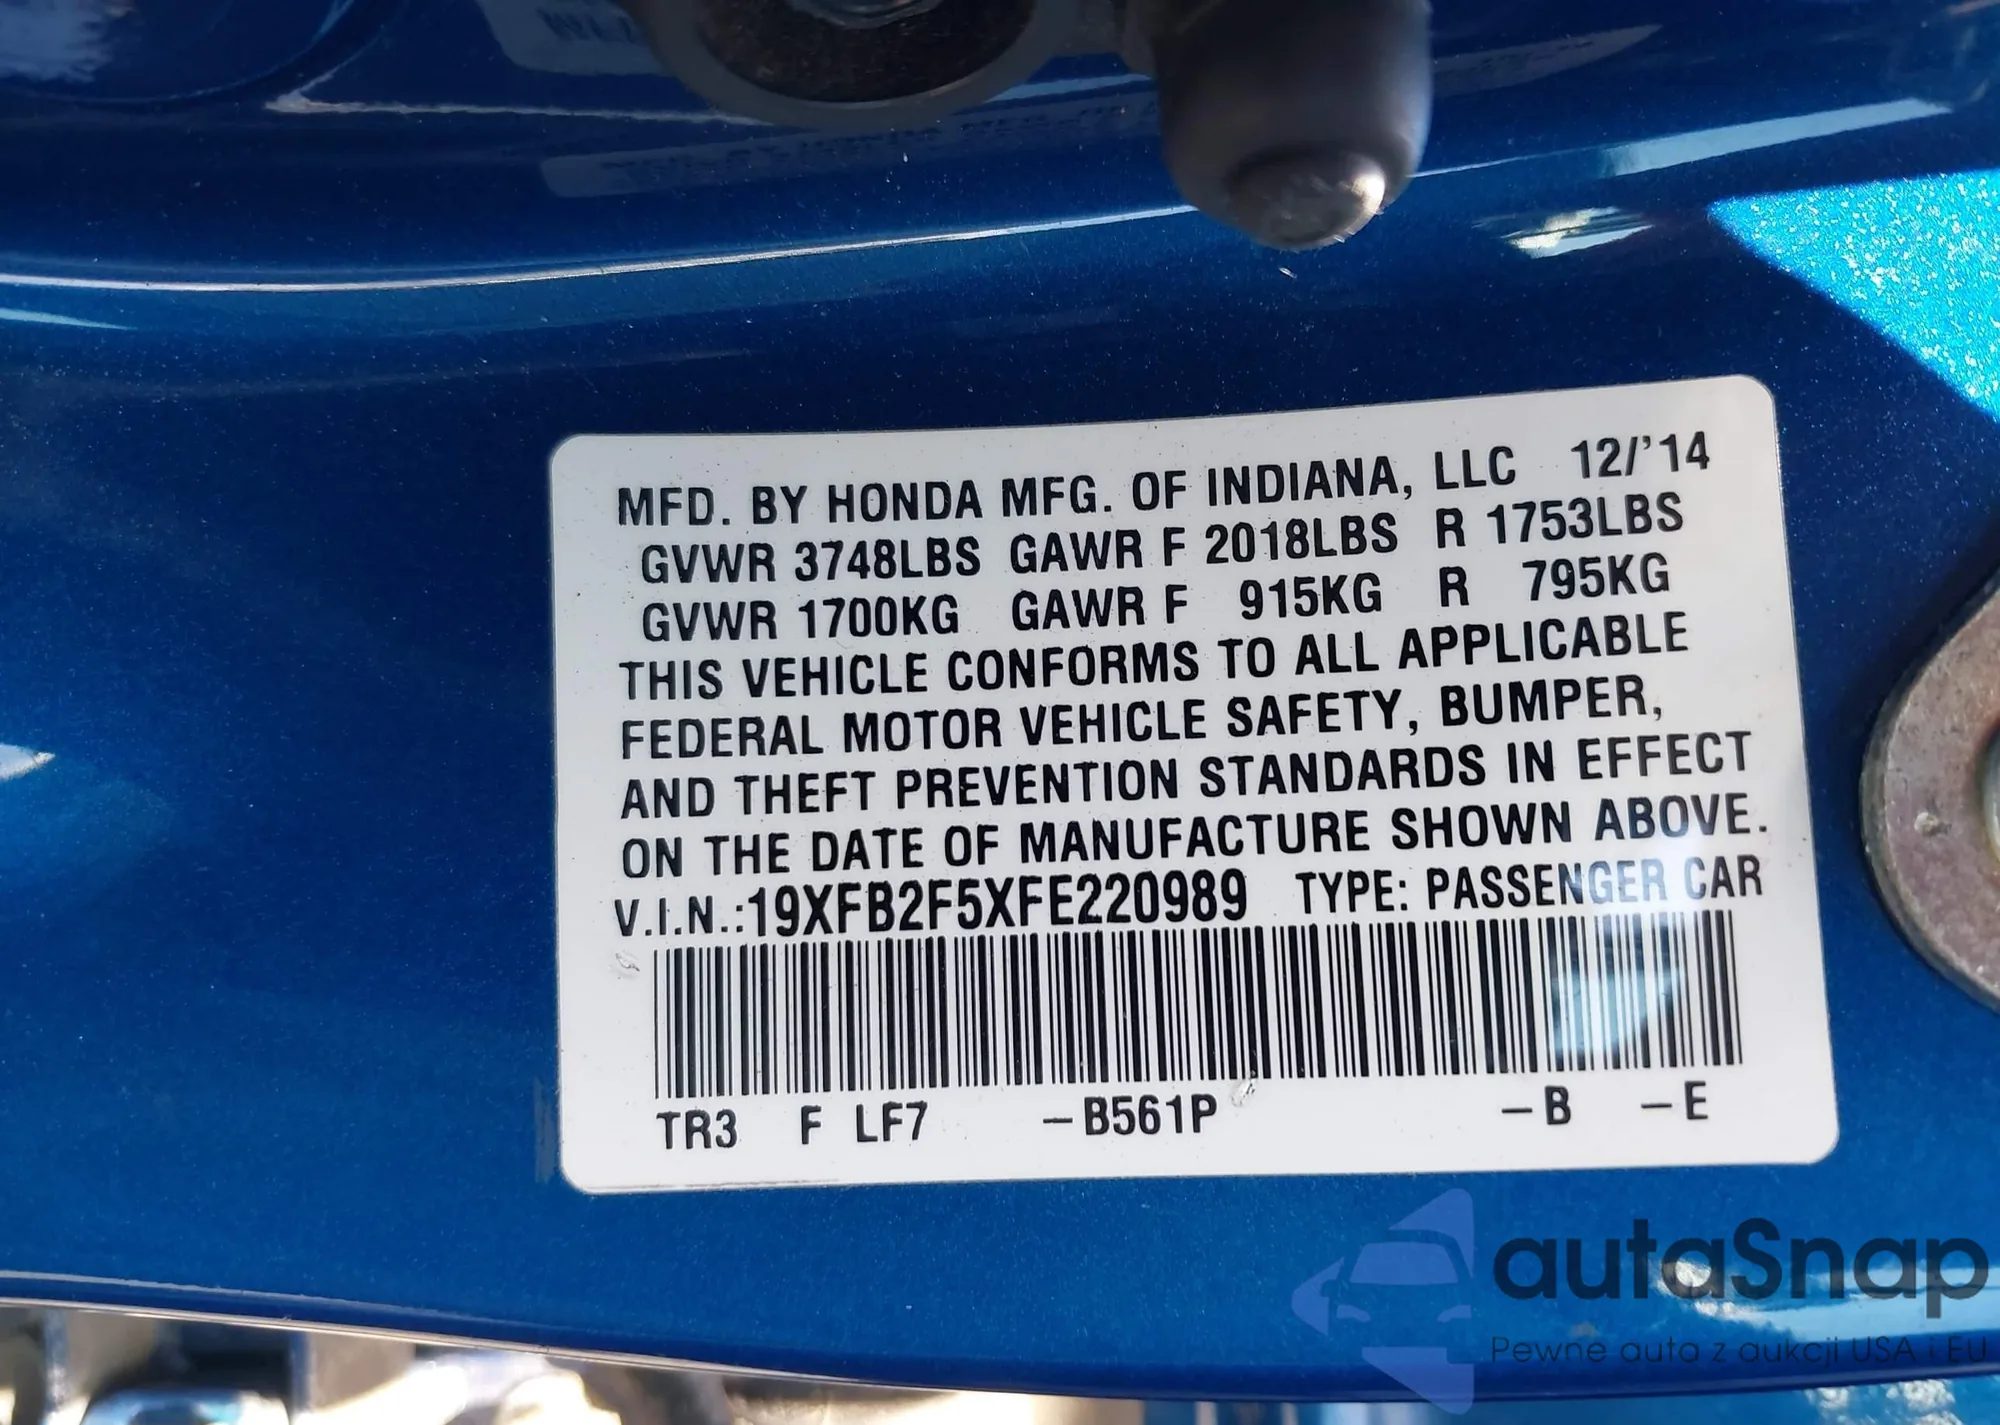 MFD. BY HONDA MFG. OF INDIANA, LLC 12/'14
GVWR 3748LBS GAWR F 2018LBS R 1753LBS
GVWR 1700KG GAWR F 915KG R 795KG
THIS VEHICLE CONFORMS TO ALL APPLICABLE
FEDERAL MOTOR VEHICLE SAFETY, BUMPER,
AND THEFT PREVENTION STANDARDS IN EFFECT
ON THE DATE OF MANUFACTURE SHOWN ABOVE.
V.I.N.:19XFB2F5XFE220989 TYPE: PASSENGER CAR
TR3 F LF7 -B561P -B -E
autaSnap
Pewne auta z aukcji USA i EU